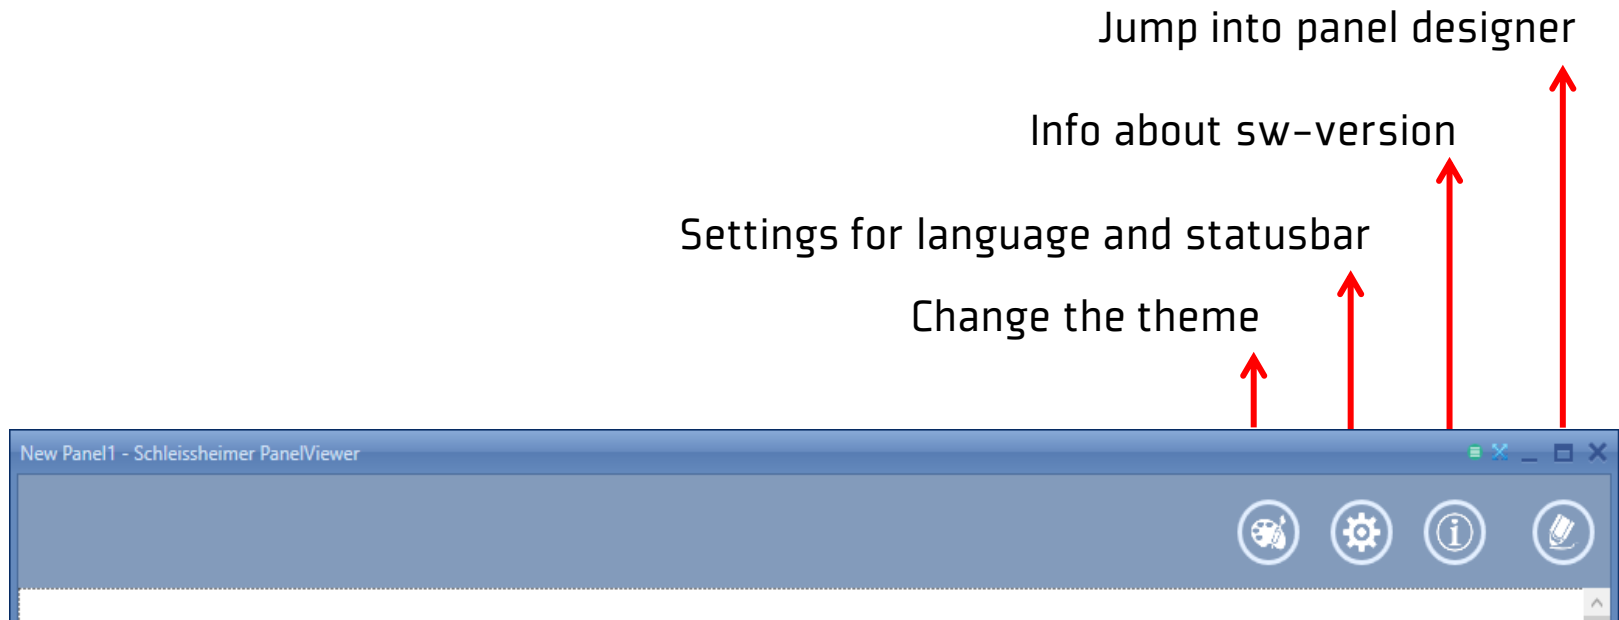 Jump into panel designer
Info about sw-version
Settings for language and statusbar
Change the theme
New Panel1 - Schleissheimer PanelViewer